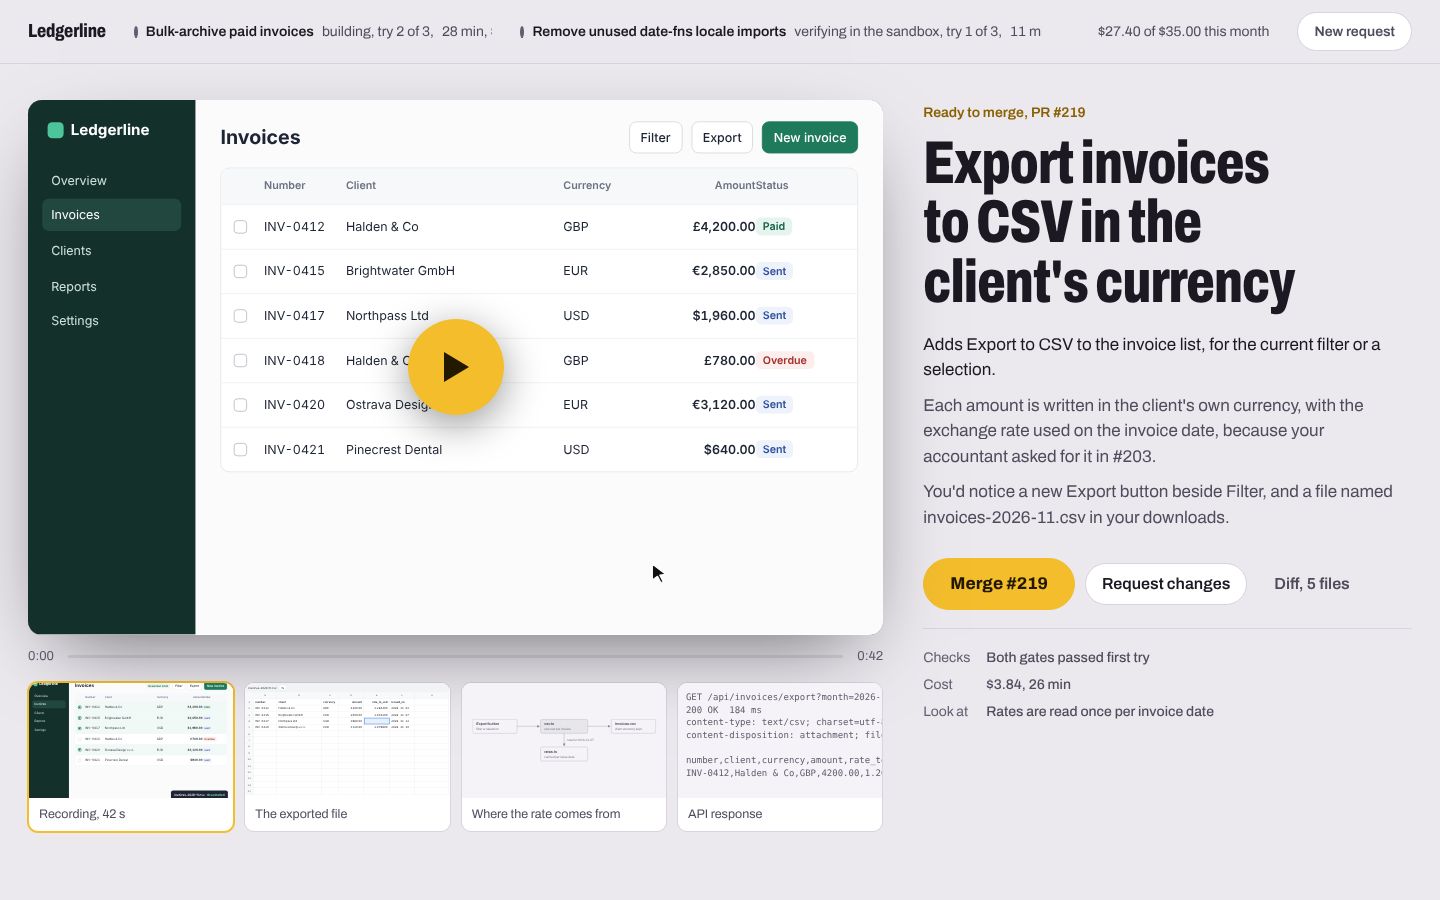 Ledgerline
Bulk-archive paid invoices building, try 2 of 3, 28 min,
Remove unused date-fns locale imports verifying in the sandbox, try 1 of 3, 11 m
$27.40 of $35.00 this month
New request
Ledgerline
Overview
Invoices
Clients
Reports
Settings
Invoices
Filter
Export
New invoice
Number Client Currency Amount Status
INV-0412 Halden & Co GBP £4,200.00 Paid
INV-0415 Brightwater GmbH EUR €2,850.00 Sent
INV-0417 Northpass Ltd USD $1,960.00 Sent
INV-0418 Halden & GBP £780.00 Overdue
INV-0420 Ostrava EUR €3,120.00 Sent
INV-0421 Pinecrest Dental USD $640.00 Sent
0:00
0:42
Recording, 42 s
The exported file
Where the rate comes from
GET /api/invoices/export?month=2026-
200 OK 184 ms
content-type: text/csv; charset=utf-
content-disposition: attachment;
number,client,currency,amount,
INV-0412,Halden & Co,GBP,4200.00,
API response
Ready to merge, PR #219
Export invoices
to CSV in the
client's currency
Adds Export to CSV to the invoice list, for the current filter or a
selection.
Each amount is written in the client's own currency, with the
exchange rate used on the invoice date, because your
accountant asked for it in #203.
You'd notice a new Export button beside Filter, and a file named
invoices-2026-11.csv in your downloads.
Merge #219
Request changes
Diff, 5 files
Checks Both gates passed first try
Cost $3.84, 26 min
Look at Rates are read once per invoice date